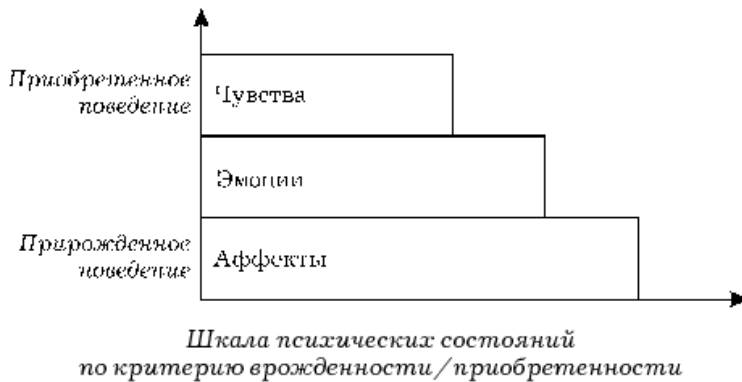 Приобретенное
поведение
Чувства
Эмоции
Прирожденное
поведение
Аффекты
Шкала психических состояний
по критерию врожденности/приобретенности